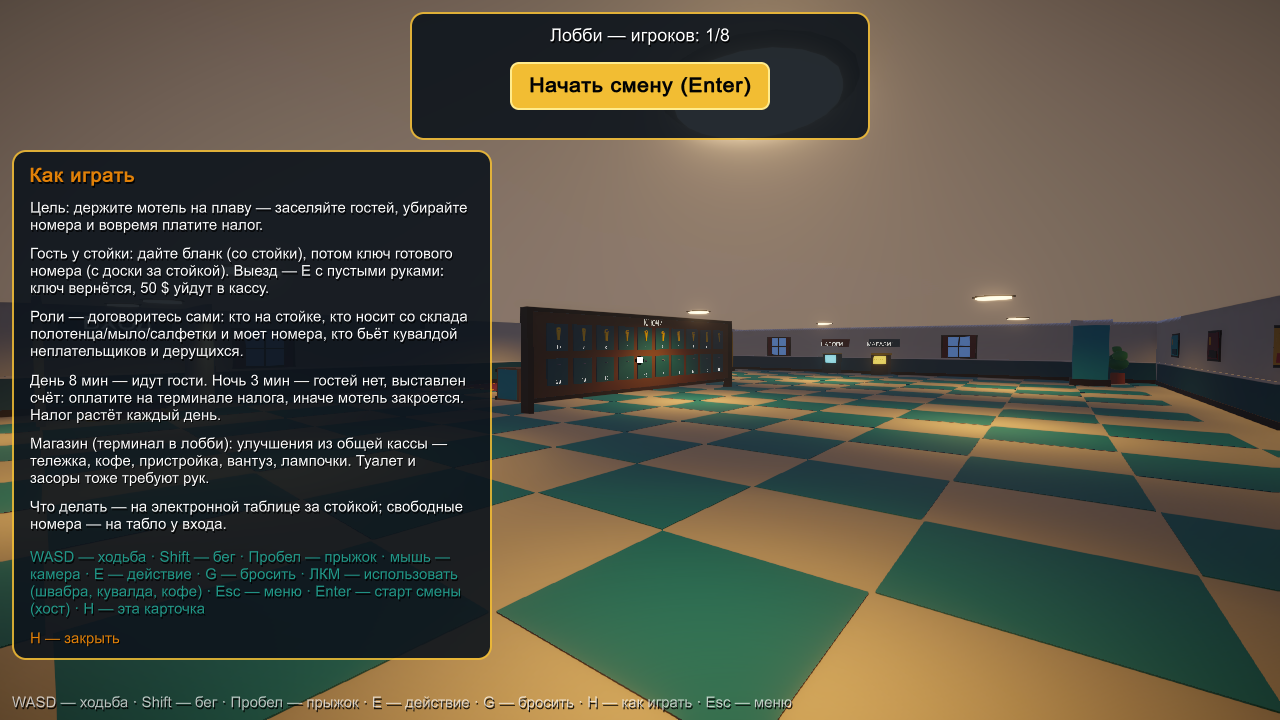 Лобби — игроков: 1/8
Начать смену (Enter)
Как играть
Цель: держите мотель на плаву — заселяйте гостей, убирайте
номера и вовремя платите налог.
Гость у стойки: дайте бланк (со стойки), потом ключ готового
номера (с доски за стойкой). Выезд — E с пустыми руками:
ключ вернётся, 50 $ уйдут в кассу.
Роли — договоритесь сами: кто на стойке, кто носит со склада
полотенца/мыло/салфетки и моет номера, кто бьёт кувалдой
неплательщиков и дерущихся.
День 8 мин — идут гости. Ночь 3 мин — гостей нет, выставлен
счёт: оплатите на терминале налога, иначе мотель закроется.
Налог растёт каждый день.
Магазин (терминал в лобби): улучшения из общей кассы —
тележка, кофе, пристройка, вантуз, лампочки. Туалет и
засоры тоже требуют рук.
Что делать — на электронной таблице за стойкой; свободные
номера — на табло у входа.
WASD — ходьба · Shift — бег · Пробел — прыжок · мышь —
камера · E — действие · G — бросить · ЛКМ — использовать
(швабра, кувалда, кофе) · Esc — меню · Enter — старт смены
(хост) · H — эта карточка
H — закрыть
Ключи
WASD — ходьба · Shift — бег · Пробел — прыжок · E — действие · G — бросить · H — как играть · Esc — меню